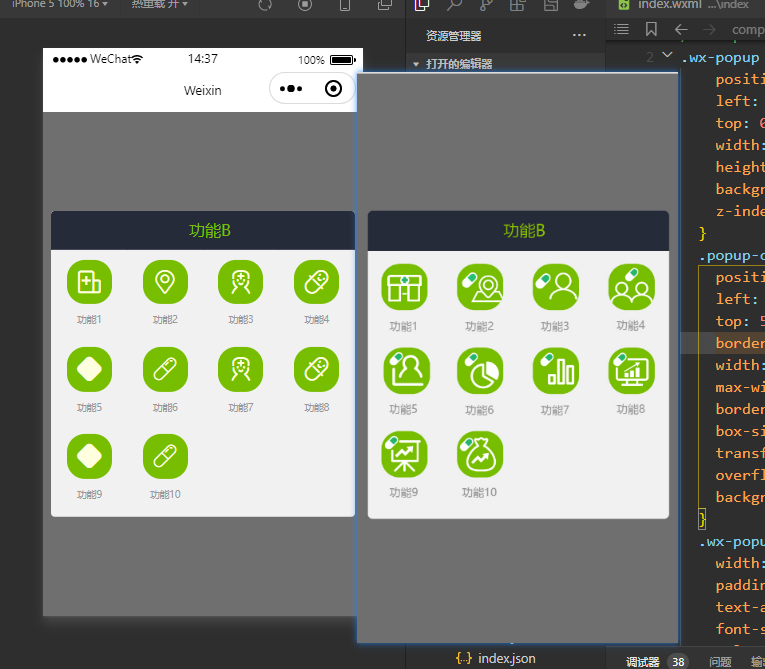 iPhone 5 100% 16
热重载 开
index.wxml ...\index
资源管理器
comp
打开的编辑器
WeChat 14:37 100%
Weixin
功能B
功能1 功能2 功能3 功能4
功能5 功能6 功能7 功能8
功能9 功能10
功能B
功能1 功能2 功能3 功能4
功能5 功能6 功能7 功能8
功能9 功能10
2
.wx-popup
positi
left:
top: 0
width:
height
backgr
z-inde
}
.popup-c
positi
left:
top: 5
border
width:
max-wi
border
box-si
transf
overfl
backgr
}
.wx-popu
width:
paddin
text-a
font-s
{..} index.json
调试器 38 问题